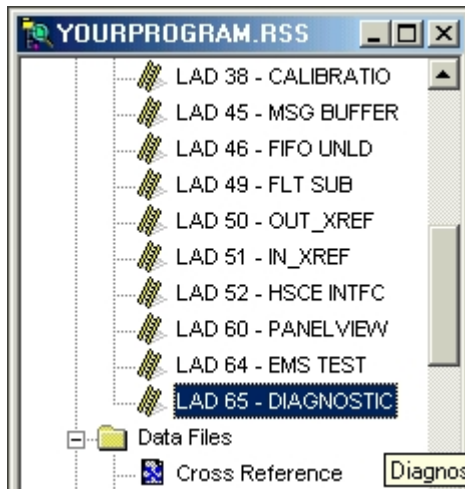 YOURPROGRAM.RSS
LAD 38 - CALIBRATIO
LAD 45 - MSG BUFFER
LAD 46 - FIFO UNLD
LAD 49 - FLT SUB
LAD 50 - OUT_XREF
LAD 51 - IN_XREF
LAD 52 - HSCE INTFC
LAD 60 - PANELVIEW
LAD 64 - EMS TEST
LAD 65 - DIAGNOSTIC
Data Files
Cross Reference Diagnos